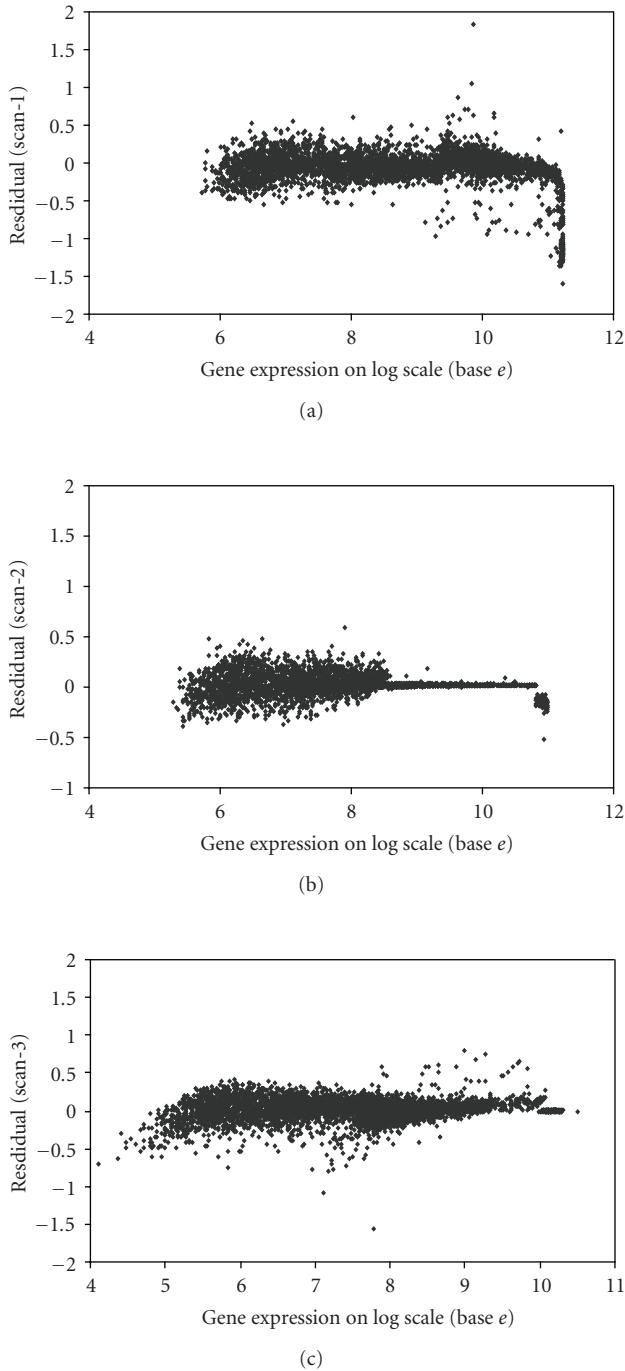 2
1.5
1
0.5
0
−0.5
−1
−1.5
−2
Resdidual (scan-1)
4 6 8 10 12
Gene expression on log scale (base e)
(a)
2
1.5
1
0.5
0
−0.5
−1
Resdidual (scan-2)
4 6 8 10 12
Gene expression on log scale (base e)
(b)
2
1.5
1
0.5
0
−0.5
−1
−1.5
−2
Resdidual (scan-3)
4 5 6 7 8 9 10 11
Gene expression on log scale (base e)
(c)